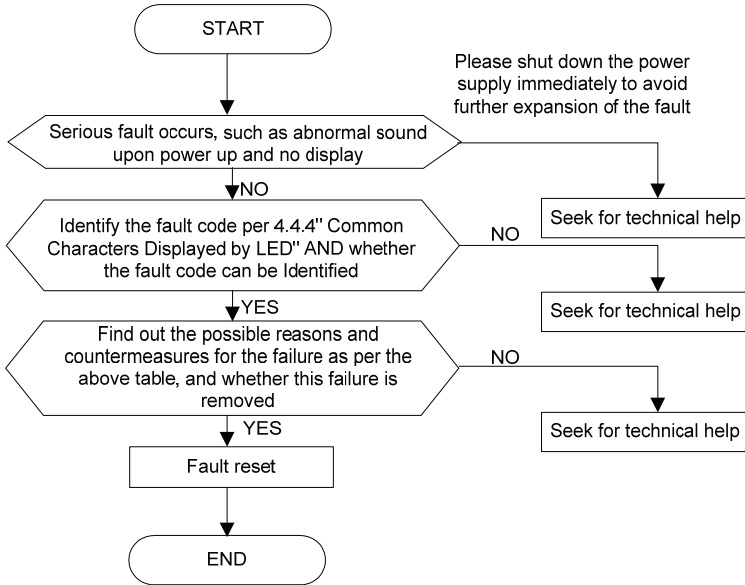 START
Please shut down the power
supply immediately to avoid
further expansion of the fault
Serious fault occurs, such as abnormal sound
upon power up and no display
NO
Seek for technical help
Identify the fault code per 4.4.4" Common
Characters Displayed by LED" AND whether
the fault code can be Identified
NO
Seek for technical help
YES
Find out the possible reasons and
countermeasures for the failure as per the
above table, and whether this failure is
removed
NO
Seek for technical help
YES
Fault reset
END